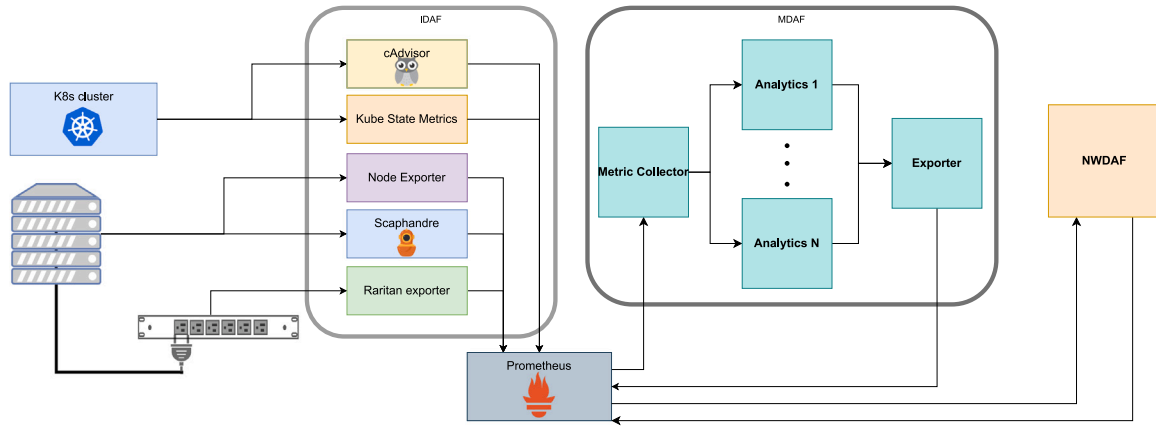 IDAF
MDAF
cAdvisor
K8s cluster
Kube State Metrics
Node Exporter
Scaphandre
Raritan exporter
Prometheus
Metric Collector
Analytics 1
Analytics N
Exporter
NWDAF